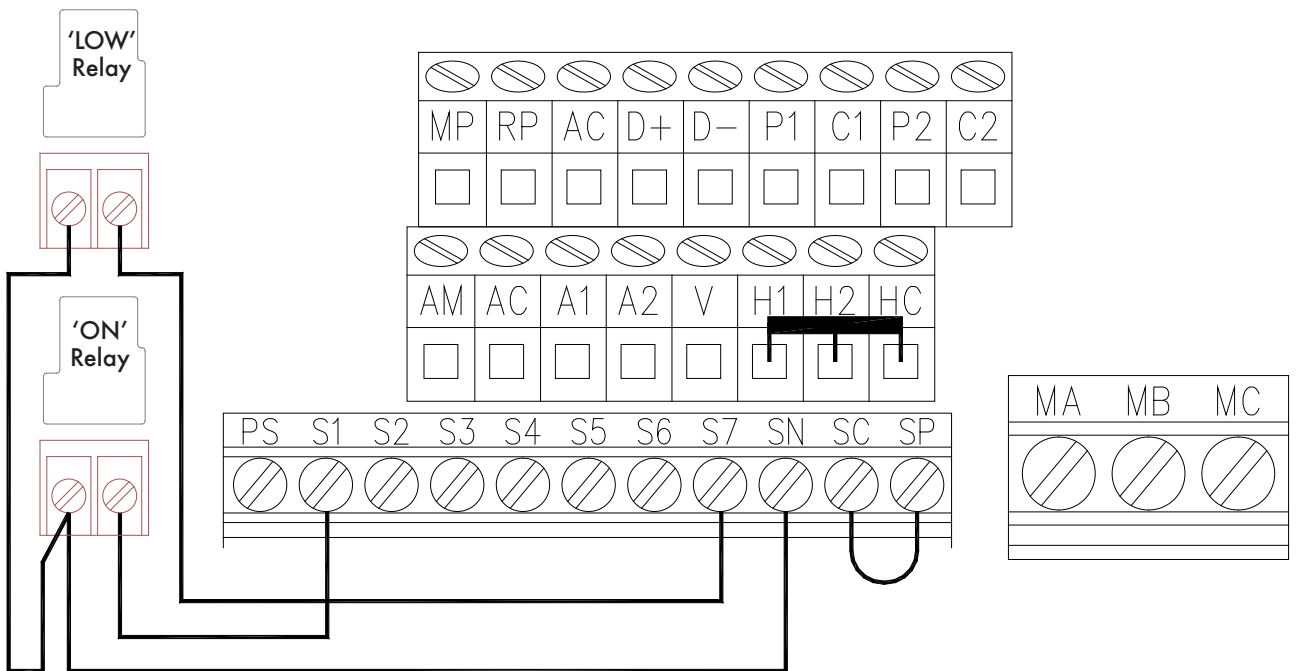 'LOW'
Relay
MP RP AC D+ D- P1 C1 P2 C2
'ON'
Relay
AM AC A1 A2 V H1 H2 HC
PS S1 S2 S3 S4 S5 S6 S7 SN SC SP
MA MB MC